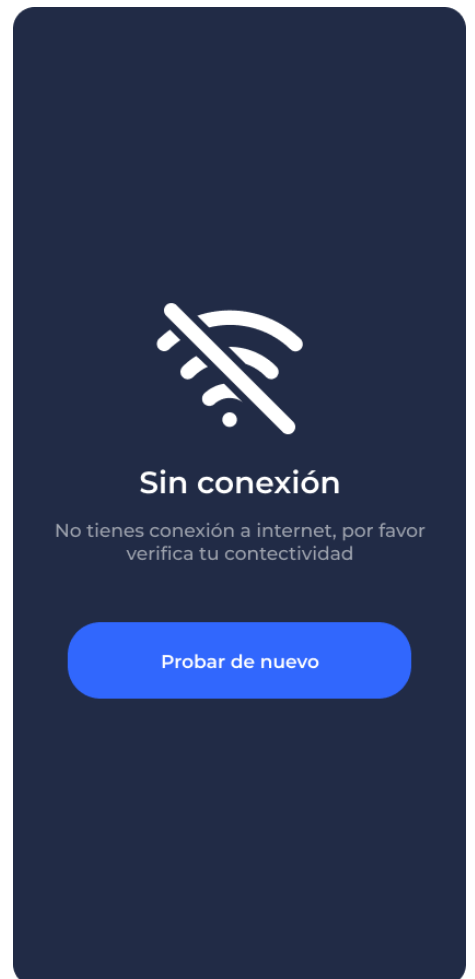 Sin conexión
No tienes conexión a internet, por favor
verifica tu contectividad
Probar de nuevo